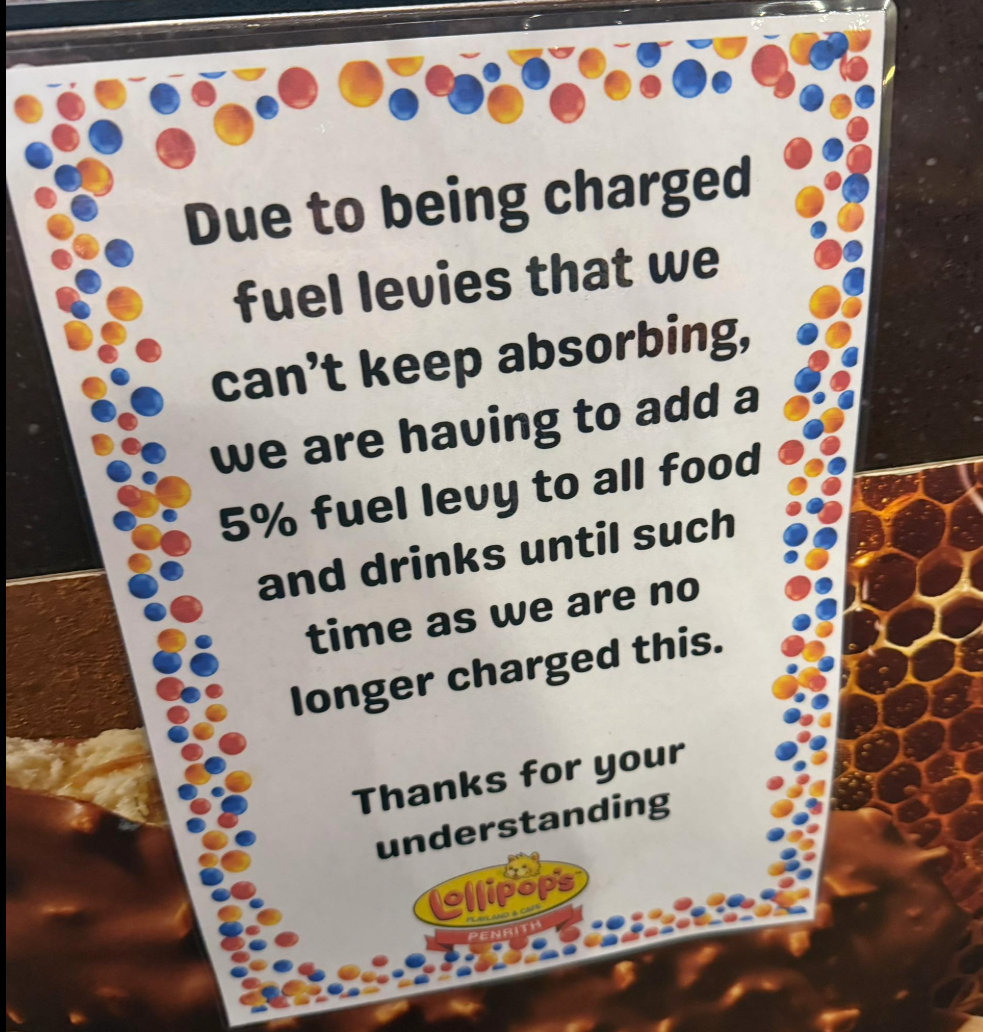 Due to being charged
fuel levies that we
can't keep absorbing,
we are having to add a
5% fuel levy to all food
and drinks until such
time as we are no
longer charged this.
Thanks for your
understanding
Lollipop's
PLAYLAND & CAFE
PENRITH